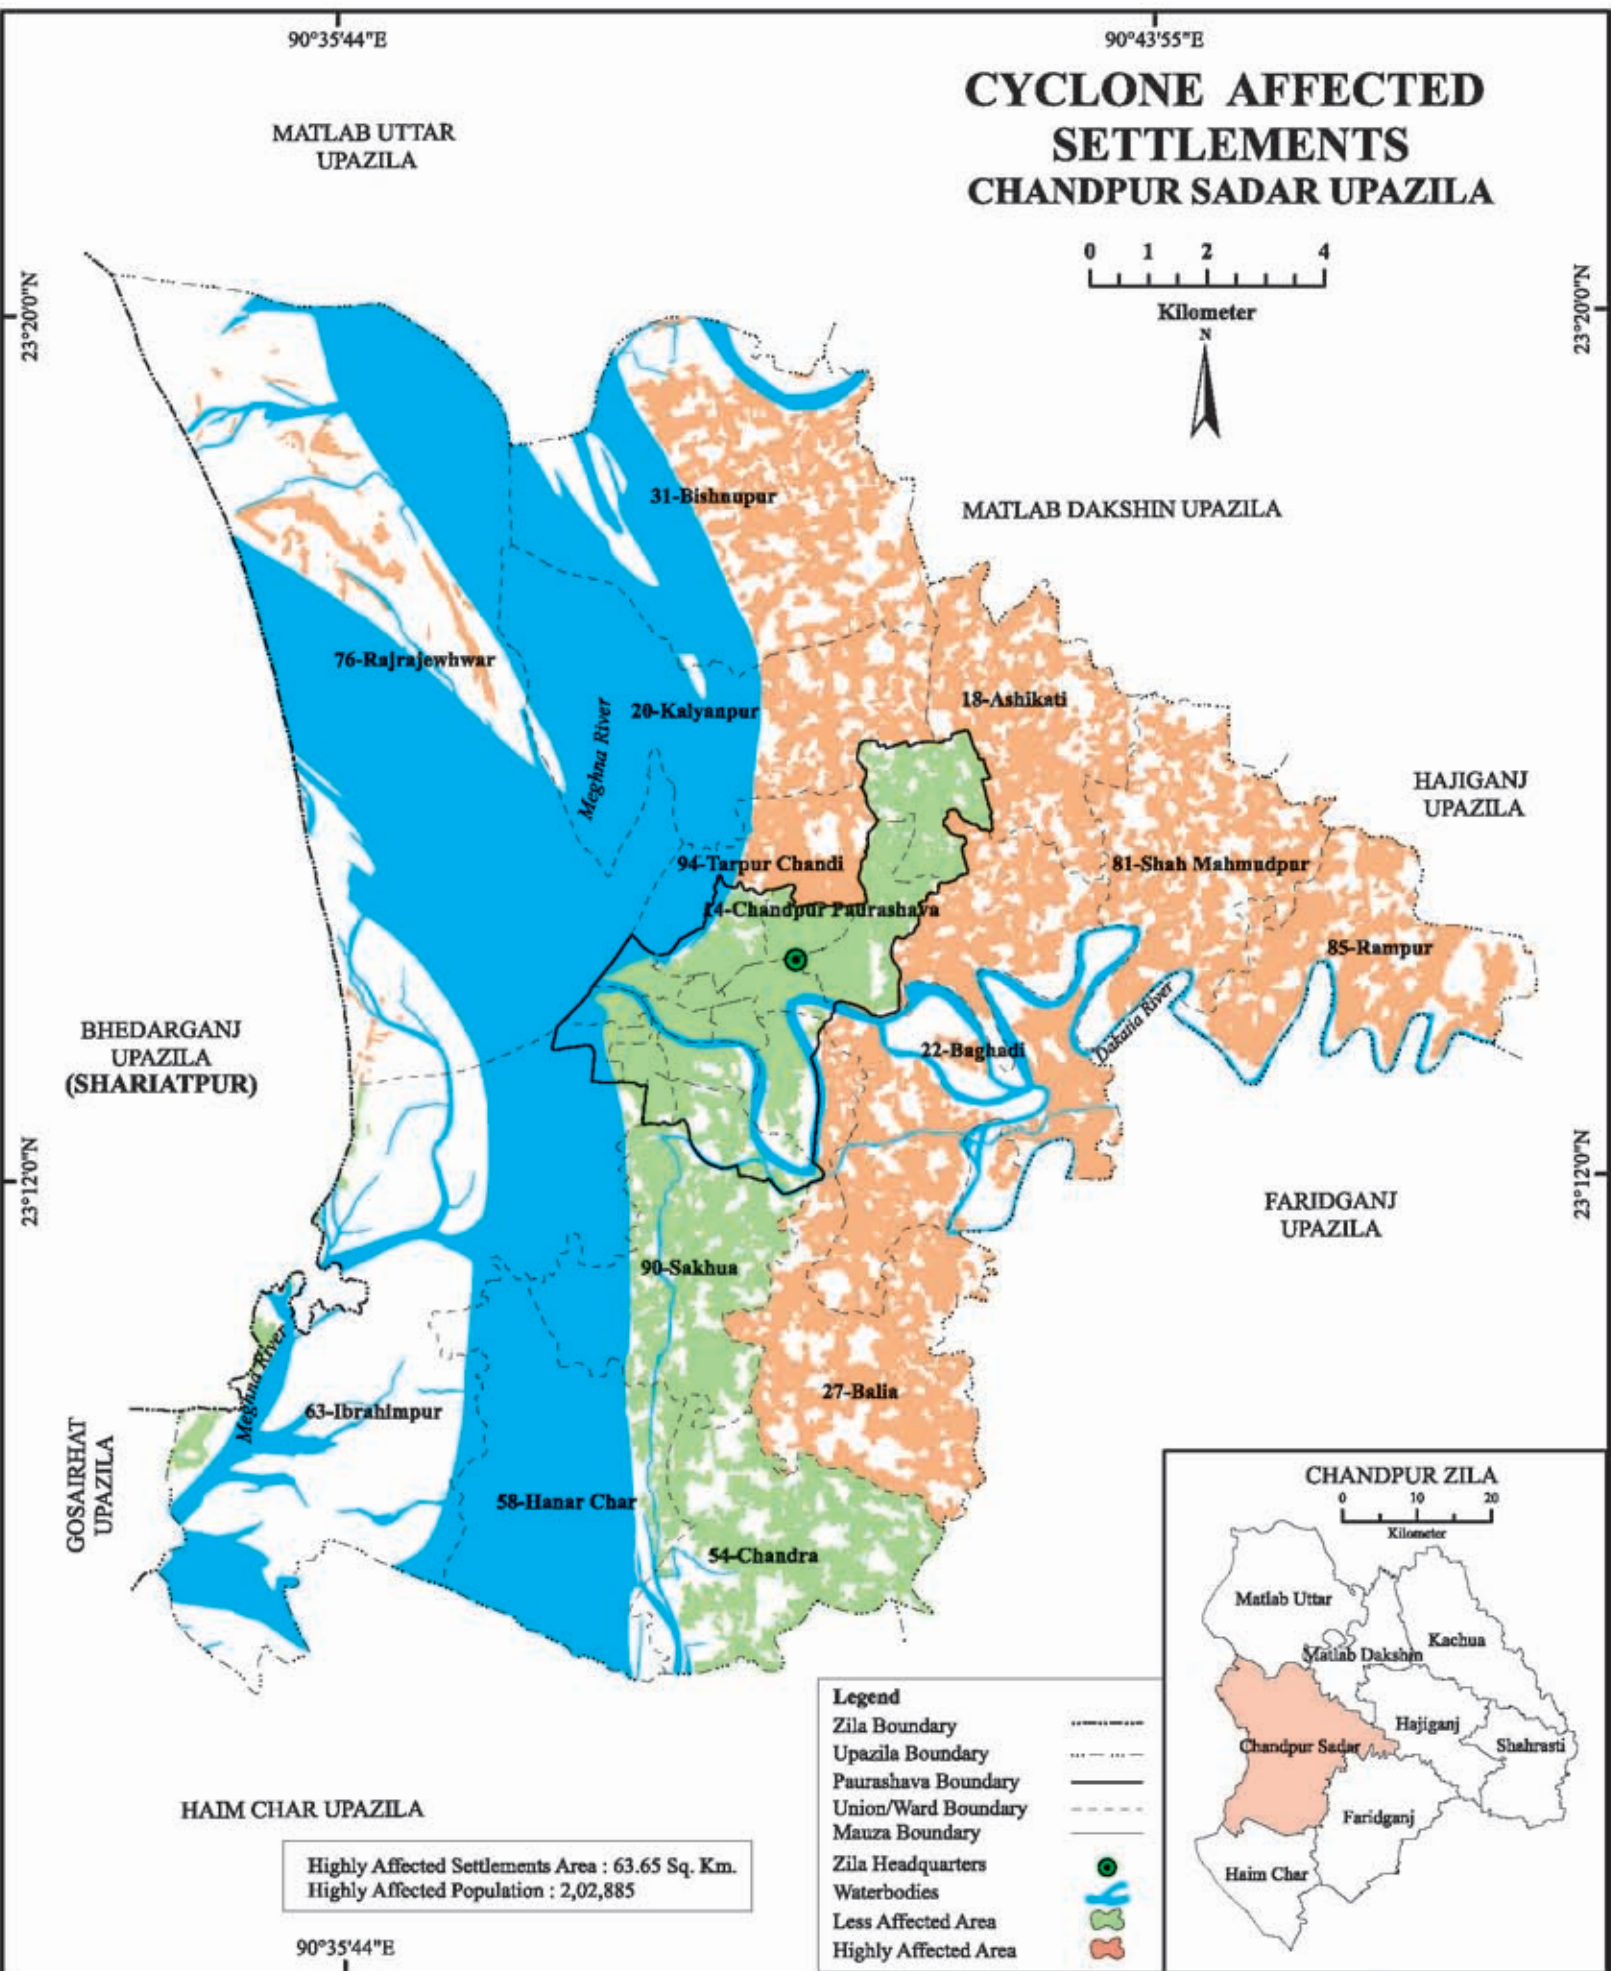 90°35'44"E
90°43'55"E
CYCLONE AFFECTED
SETTLEMENTS
CHANDPUR SADAR UPAZILA
MATLAB UTTAR
UPAZILA
0 1 2 4
Kilometer
N
23°20'0"N
23°20'0"N
31-Bishnupur
MATLAB DAKSHIN UPAZILA
76-Rajrajewhwar
18-Ashikati
20-Kalyanpur
Meghna River
HAJIGANJ
UPAZILA
94-Tarpur Chandi
81-Shah Mahmudpur
14-Chandpur Paurashava
85-Rampur
BHEDARGANJ
UPAZILA
(SHARIATPUR)
22-Baghadi
Dakatia River
23°12'0"N
23°12'0"N
FARIDGANJ
UPAZILA
90-Sakhua
Meghna River
27-Balia
63-Ibrahimpur
GOSAIRHAT
UPAZILA
58-Hanar Char
54-Chandra
CHANDPUR ZILA
0 10 20
Kilometer
Matlab Uttar
Kachua
Matlab Dakshin
Hajiganj
Chandpur Sadar
Shahrasti
Faridganj
Haim Char
Legend
Zila Boundary
Upazila Boundary
Paurashava Boundary
Union/Ward Boundary
Mauza Boundary
Zila Headquarters
Waterbodies
Less Affected Area
Highly Affected Area
HAIM CHAR UPAZILA
Highly Affected Settlements Area : 63.65 Sq. Km.
Highly Affected Population : 2,02,885
90°35'44"E